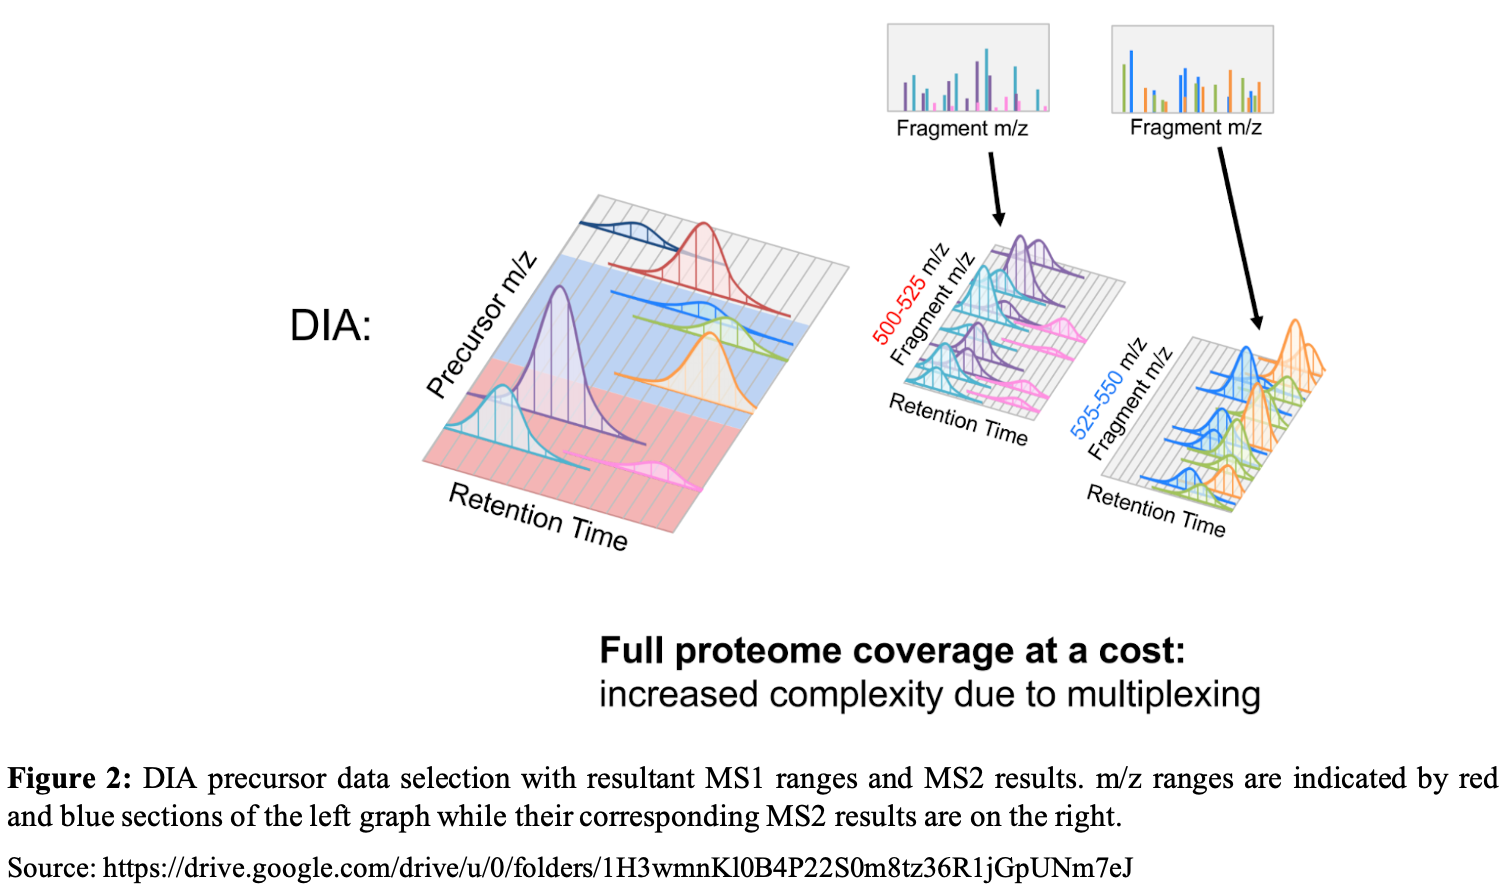 Fragment m/z
Fragment m/z
DIA:
Precursor m/z
Retention Time
500-525 m/z
Fragment m/z
Retention Time
525-550 m/z
Fragment m/z
Retention Time
Full proteome coverage at a cost:
increased complexity due to multiplexing
Figure 2: DIA precursor data selection with resultant MS1 ranges and MS2 results. m/z ranges are indicated by red
and blue sections of the left graph while their corresponding MS2 results are on the right.
Source: https://drive.google.com/drive/u/0/folders/1H3wmnKl0B4P22S0m8tz36R1jGpUNm7eJ